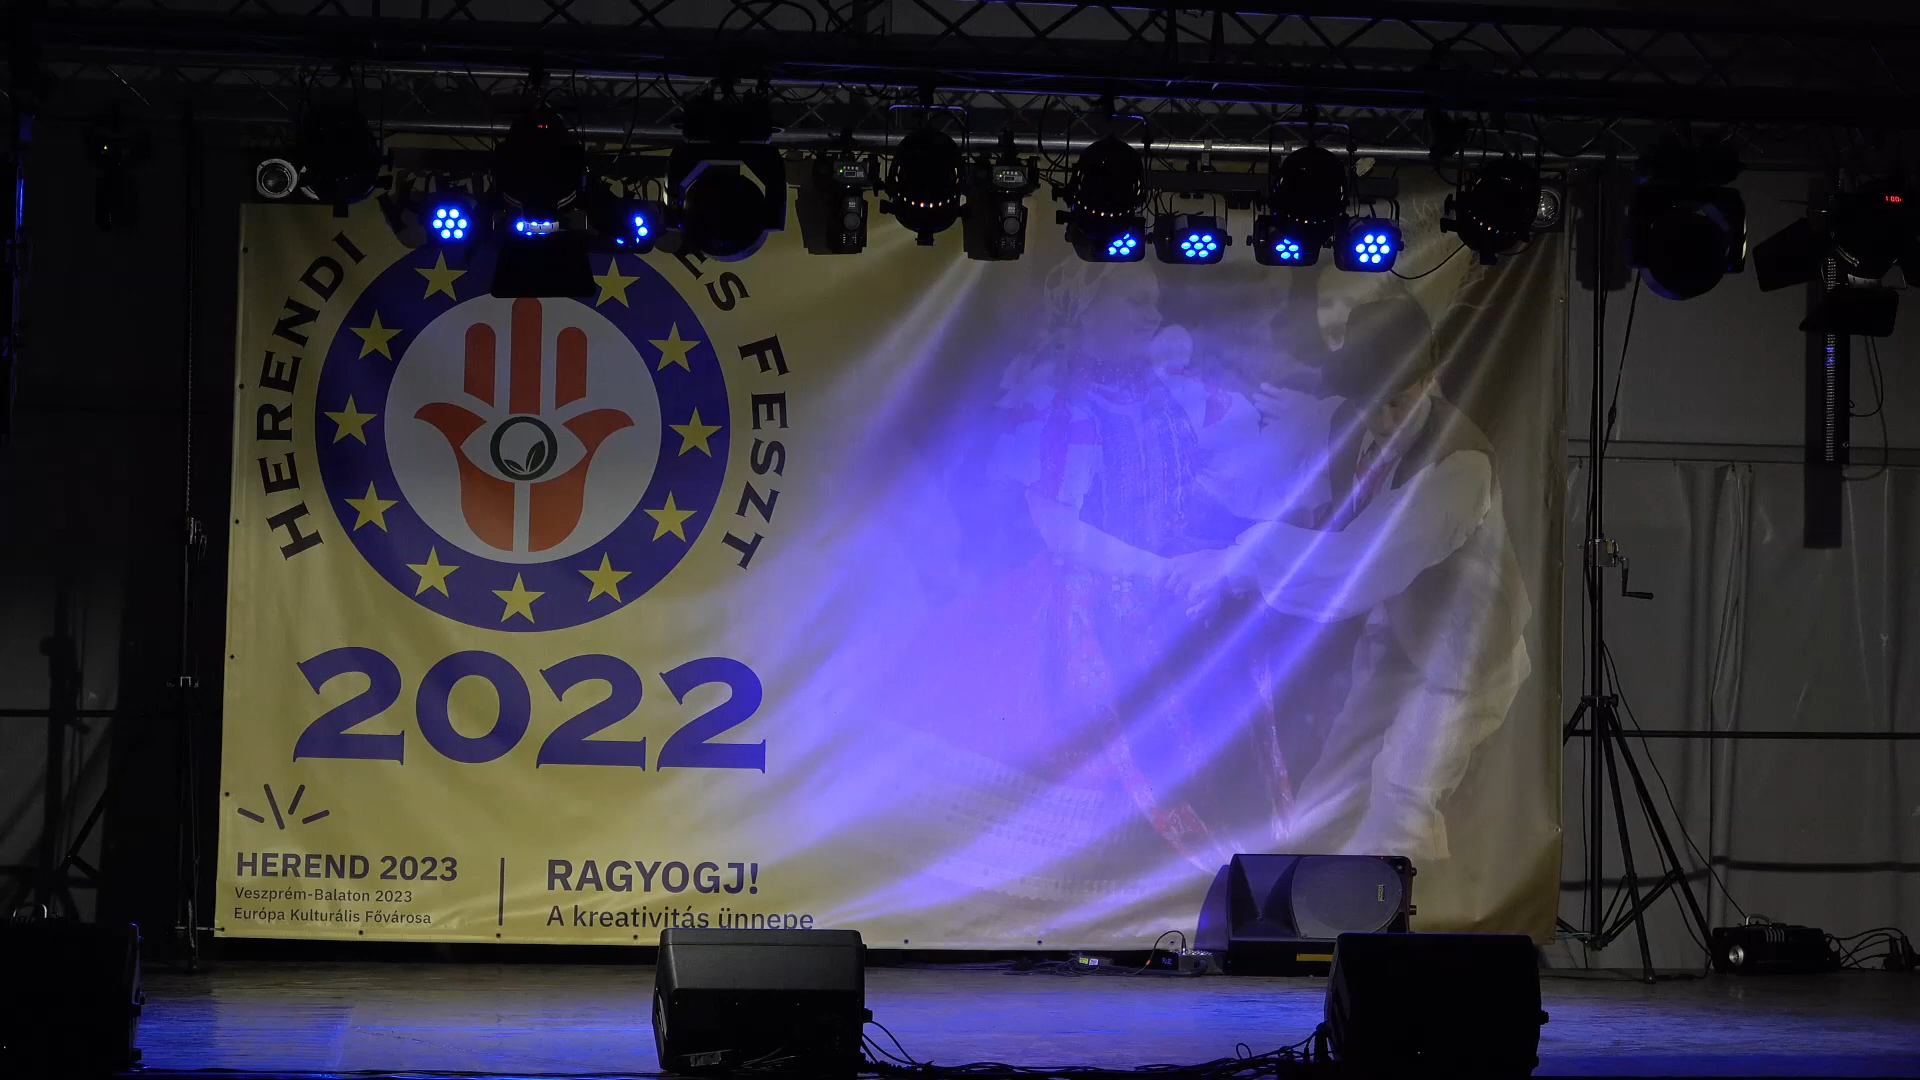 HERENDI
ES FESZT
2022
HEREND 2023
Veszprém-Balaton 2023
Európa Kulturális Fővárosa
RAGYOGJ!
A kreativitás ünnepe